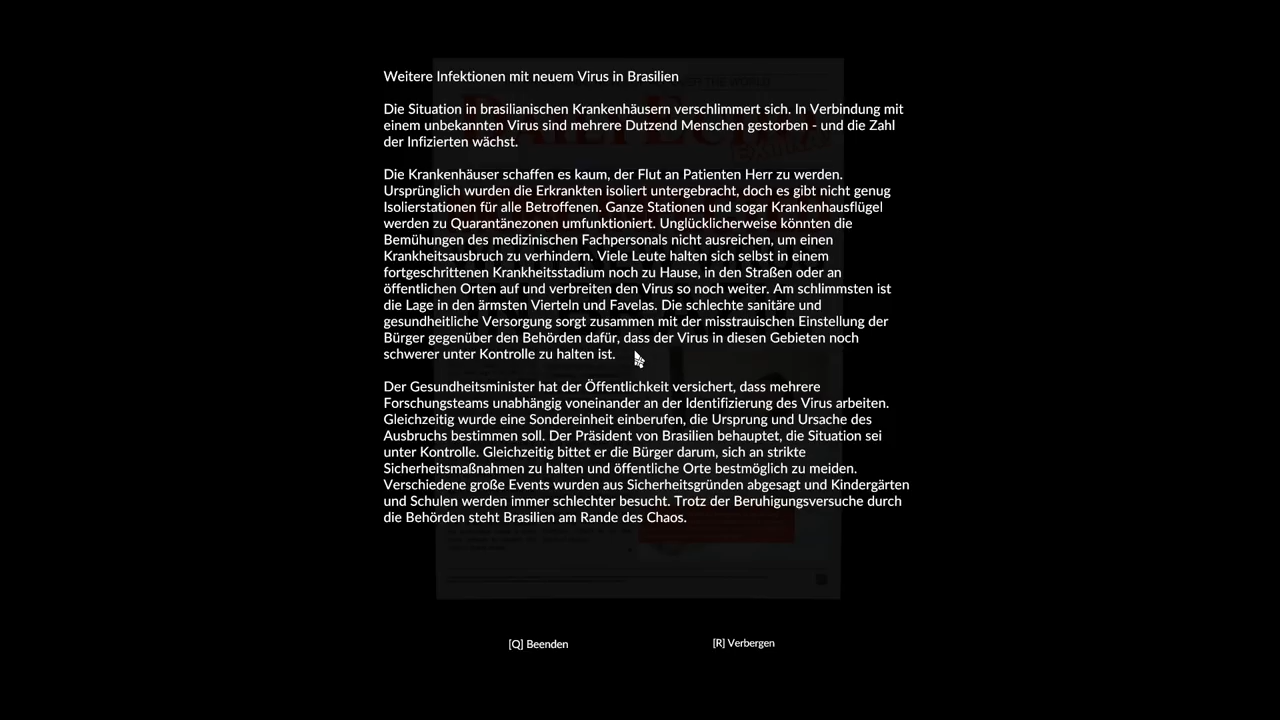 Weitere Infektionen mit neuem Virus in Brasilien
Die Situation in brasilianischen Krankenhäusern verschlimmert sich. In Verbindung mit
einem unbekannten Virus sind mehrere Dutzend Menschen gestorben - und die Zahl
der Infizierten wächst.
Die Krankenhäuser schaffen es kaum, der Flut an Patienten Herr zu werden.
Ursprünglich wurden die Erkrankten isoliert untergebracht, doch es gibt nicht genug
Isolierstationen für alle Betroffenen. Ganze Stationen und sogar Krankenhausflügel
werden zu Quarantänezonen umfunktioniert. Unglücklicherweise könnten die
Bemühungen des medizinischen Fachpersonals nicht ausreichen, um einen
Krankheitsausbruch zu verhindern. Viele Leute halten sich selbst in einem
fortgeschrittenen Krankheitsstadium noch zu Hause, in den Straßen oder an
öffentlichen Orten auf und verbreiten den Virus so noch weiter. Am schlimmsten ist
die Lage in den ärmsten Vierteln und Favelas. Die schlechte sanitäre und
gesundheitliche Versorgung sorgt zusammen mit der misstrauischen Einstellung der
Bürger gegenüber den Behörden dafür, dass der Virus in diesen Gebieten noch
schwerer unter Kontrolle zu halten ist.
Der Gesundheitsminister hat der Öffentlichkeit versichert, dass mehrere
Forschungsteams unabhängig voneinander an der Identifizierung des Virus arbeiten.
Gleichzeitig wurde eine Sondereinheit einberufen, die Ursprung und Ursache des
Ausbruchs bestimmen soll. Der Präsident von Brasilien behauptet, die Situation sei
unter Kontrolle. Gleichzeitig bittet er die Bürger darum, sich an strikte
Sicherheitsmaßnahmen zu halten und öffentliche Orte bestmöglich zu meiden.
Verschiedene große Events wurden aus Sicherheitsgründen abgesagt und Kindergärten
und Schulen werden immer schlechter besucht. Trotz der Beruhigungsversuche durch
die Behörden steht Brasilien am Rande des Chaos.
[Q] Beenden
[R] Verbergen